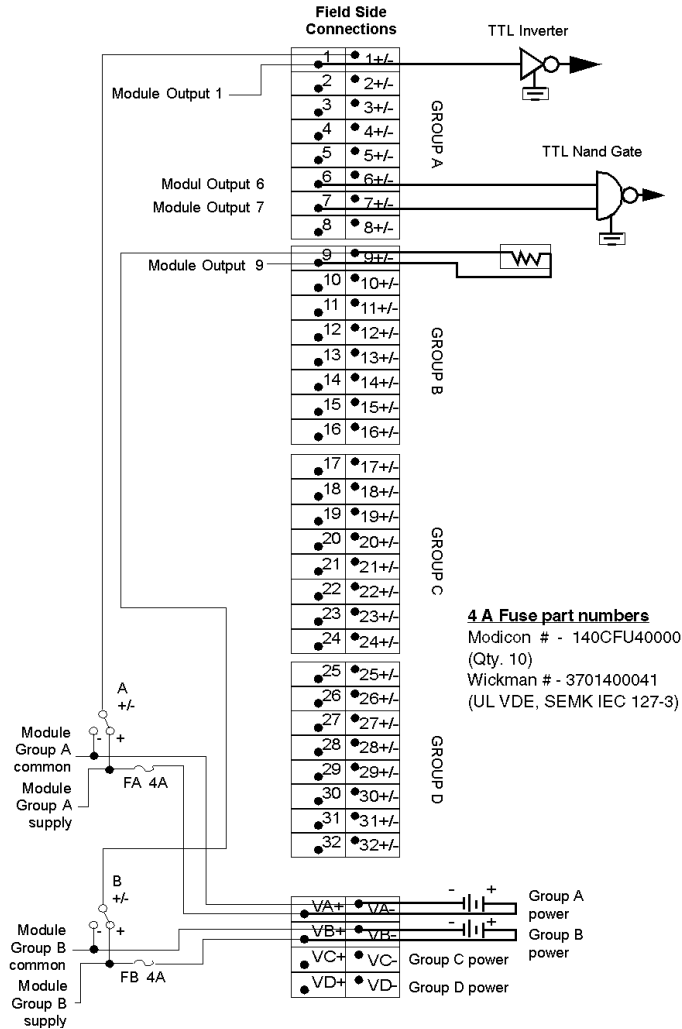 Field Side
Connections
TTL Inverter
1 1+/-
Module Output 1
2 2+/-
3 3+/-
4 4+/-
5 5+/-
GROUP A
TTL Nand Gate
Modul Output 6
6 6+/-
Module Output 7
7 7+/-
8 8+/-
Module Output 9
9 9+/-
10 10+/-
11 11+/-
12 12+/-
13 13+/-
14 14+/-
15 15+/-
16 16+/-
GROUP B
17 17+/-
18 18+/-
19 19+/-
20 20+/-
21 21+/-
22 22+/-
23 23+/-
24 24+/-
GROUP C
4 A Fuse part numbers
Modicon # - 140CFU40000
(Qty. 10)
Wickman # - 3701400041
(UL VDE, SEMK IEC 127-3)
25 25+/-
26 26+/-
27 27+/-
28 28+/-
29 29+/-
30 30+/-
31 31+/-
32 32+/-
GROUP D
A
+/-
- +
Module
Group A
common
Module
Group A
supply
FA 4A
B
+/-
- +
Module
Group B
common
Module
Group B
supply
FB 4A
VA+ VA-
- +
Group A
power
VB+ VB-
- +
Group B
power
VC+ VC- Group C power
VD+ VD- Group D power